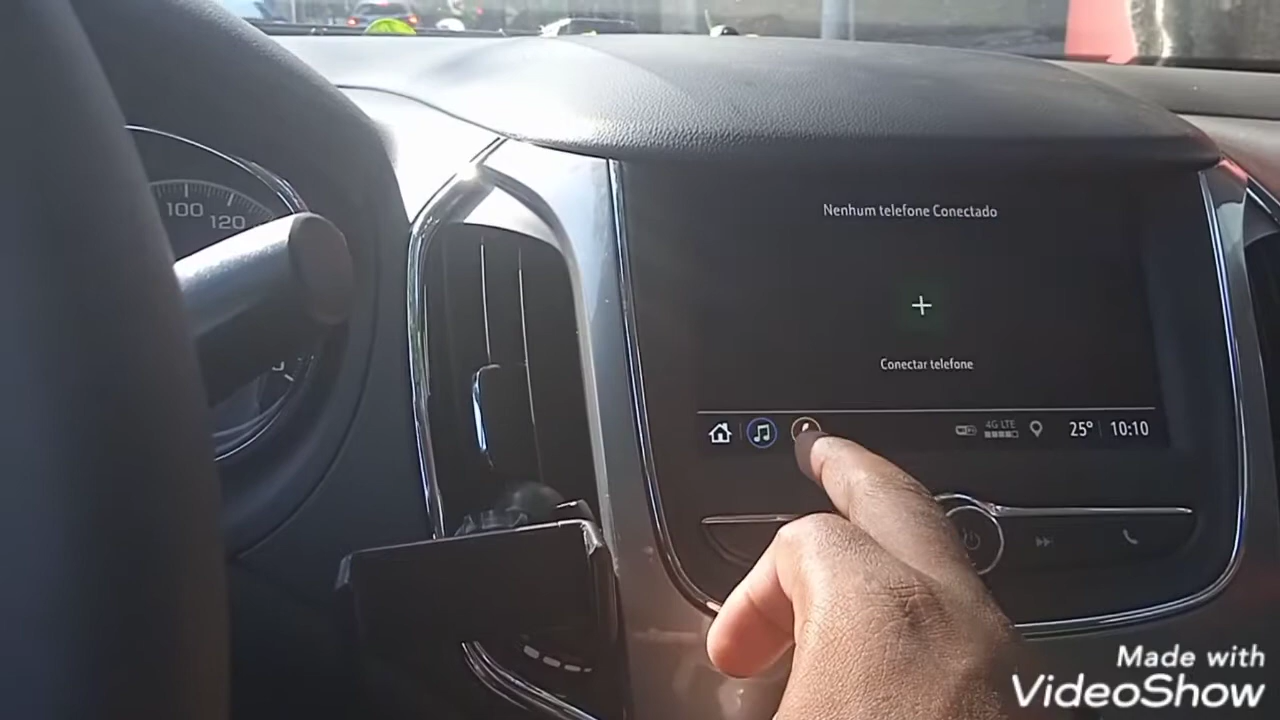 100
120
Nenhum telefone Conectado
Conectar telefone
4G LTE
25°
10:10
Made with
VideoShow